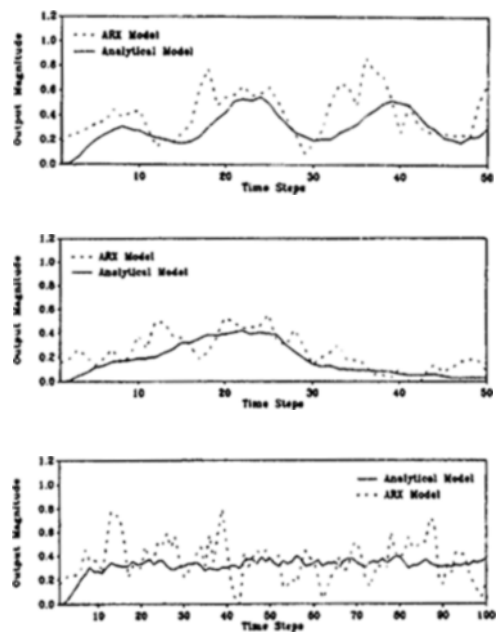 1.2
1.0
0.8
0.6
0.4
0.2
0.0
Output Magnitude
ARX Model
Analytical Model
10 20 30 40 50
Time Steps
1.2
1.0
0.8
0.6
0.4
0.2
0.0
Output Magnitude
ARX Model
Analytical Model
10 20 30 40 50
Time Steps
1.2
1.0
0.8
0.6
0.4
0.2
0.0
Output Magnitude
Analytical Model
ARX Model
10 20 30 40 50 60 70 80 90 100
Time Steps